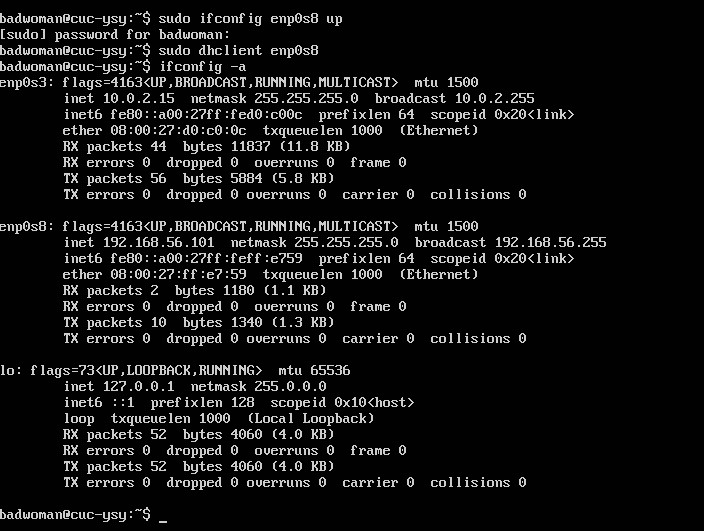 badwoman@cuc-ysy:~$ sudo ifconfig enp0s8 up
[sudo] password for badwoman:
badwoman@cuc-ysy:~$ sudo dhclient enp0s8
badwoman@cuc-ysy:~$ ifconfig -a
enp0s3: flags=4163<UP,BROADCAST,RUNNING,MULTICAST>  mtu 1500
        inet 10.0.2.15  netmask 255.255.255.0  broadcast 10.0.2.255
        inet6 fe80::a00:27ff:fed0:c00c  prefixlen 64  scopeid 0x20<link>
        ether 08:00:27:d0:c0:0c  txqueuelen 1000  (Ethernet)
        RX packets 44  bytes 11837 (11.8 KB)
        RX errors 0  dropped 0  overruns 0  frame 0
        TX packets 56  bytes 5884 (5.8 KB)
        TX errors 0  dropped 0 overruns 0  carrier 0  collisions 0
enp0s8: flags=4163<UP,BROADCAST,RUNNING,MULTICAST>  mtu 1500
        inet 192.168.56.101  netmask 255.255.255.0  broadcast 192.168.56.255
        inet6 fe80::a00:27ff:feff:e759  prefixlen 64  scopeid 0x20<link>
        ether 08:00:27:ff:e7:59  txqueuelen 1000  (Ethernet)
        RX packets 2  bytes 1180 (1.1 KB)
        RX errors 0  dropped 0  overruns 0  frame 0
        TX packets 10  bytes 1340 (1.3 KB)
        TX errors 0  dropped 0 overruns 0  carrier 0  collisions 0
lo: flags=73<UP,LOOPBACK,RUNNING>  mtu 65536
        inet 127.0.0.1  netmask 255.0.0.0
        inet6 ::1  prefixlen 128  scopeid 0x10<host>
        loop  txqueuelen 1000  (Local Loopback)
        RX packets 52  bytes 4060 (4.0 KB)
        RX errors 0  dropped 0  overruns 0  frame 0
        TX packets 52  bytes 4060 (4.0 KB)
        TX errors 0  dropped 0 overruns 0  carrier 0  collisions 0
badwoman@cuc-ysy:~$ _